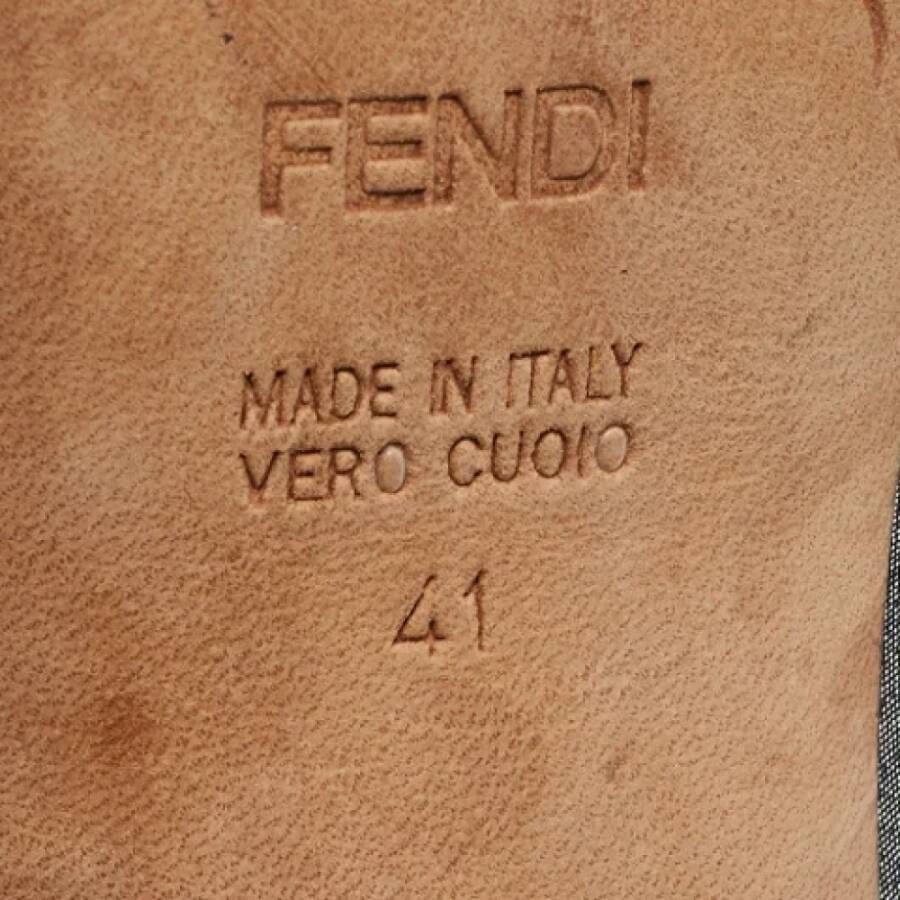 FENDI
MADE IN ITALY
VERO CUOIO
41